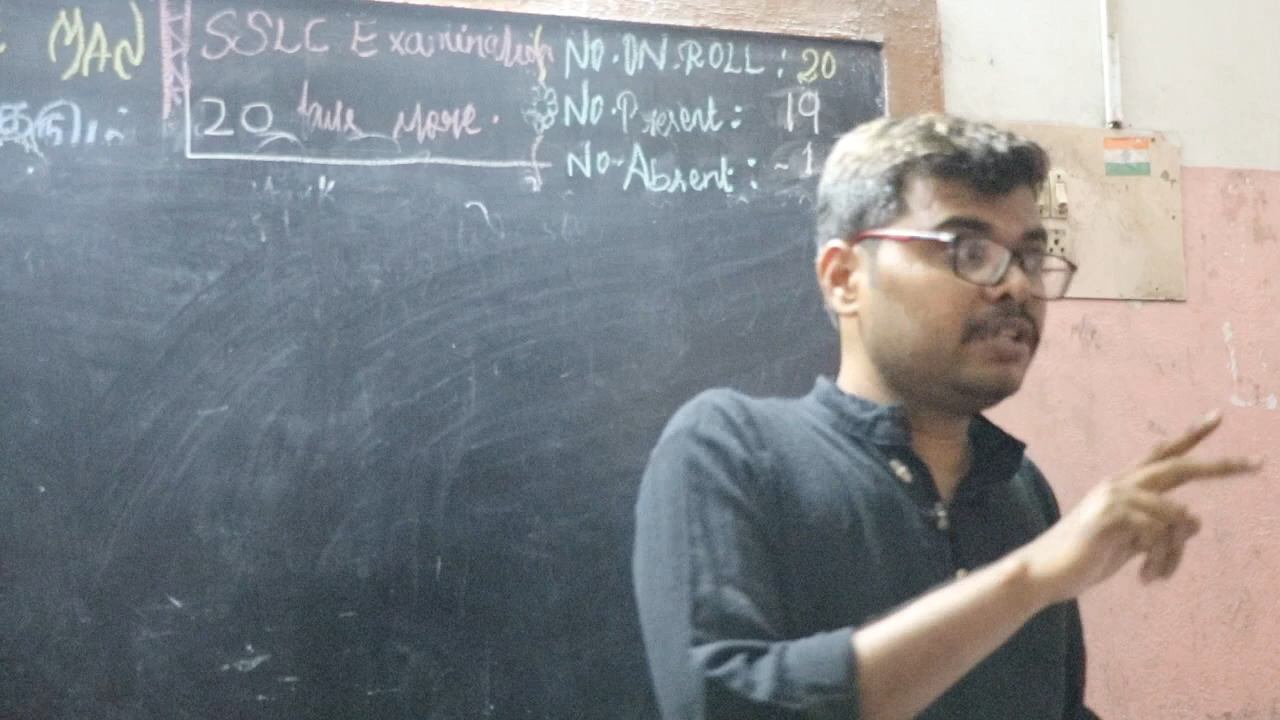 MAN
SSLC Examination
20 days More.
NO.ON.ROLL : 20
No.Present : 19
No-Absent : - 1